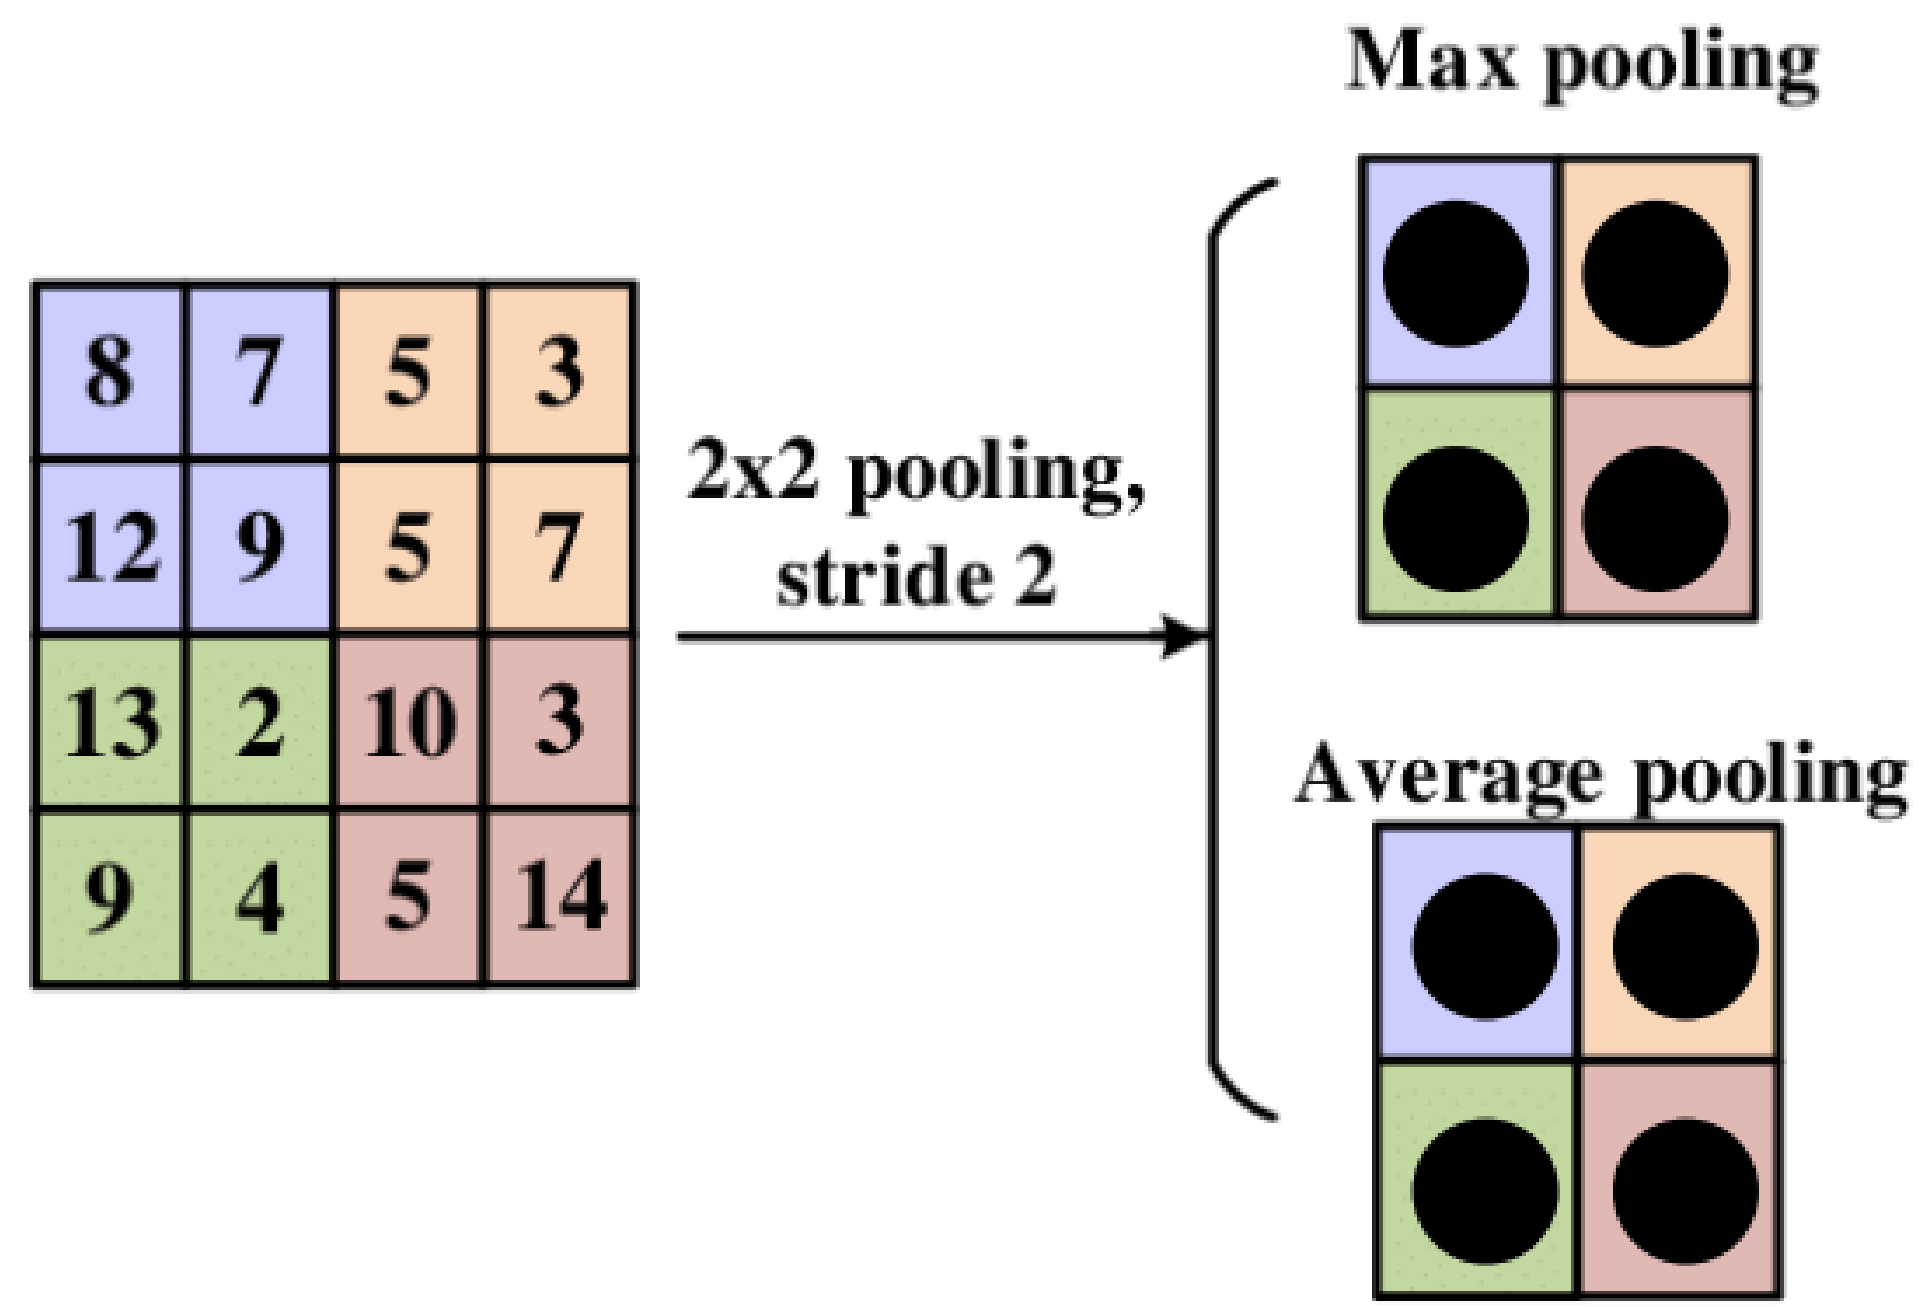 Max pooling
8 7 5 3
12 9 5 7
13 2 10 3
9 4 5 14
2x2 pooling,
stride 2
Average pooling